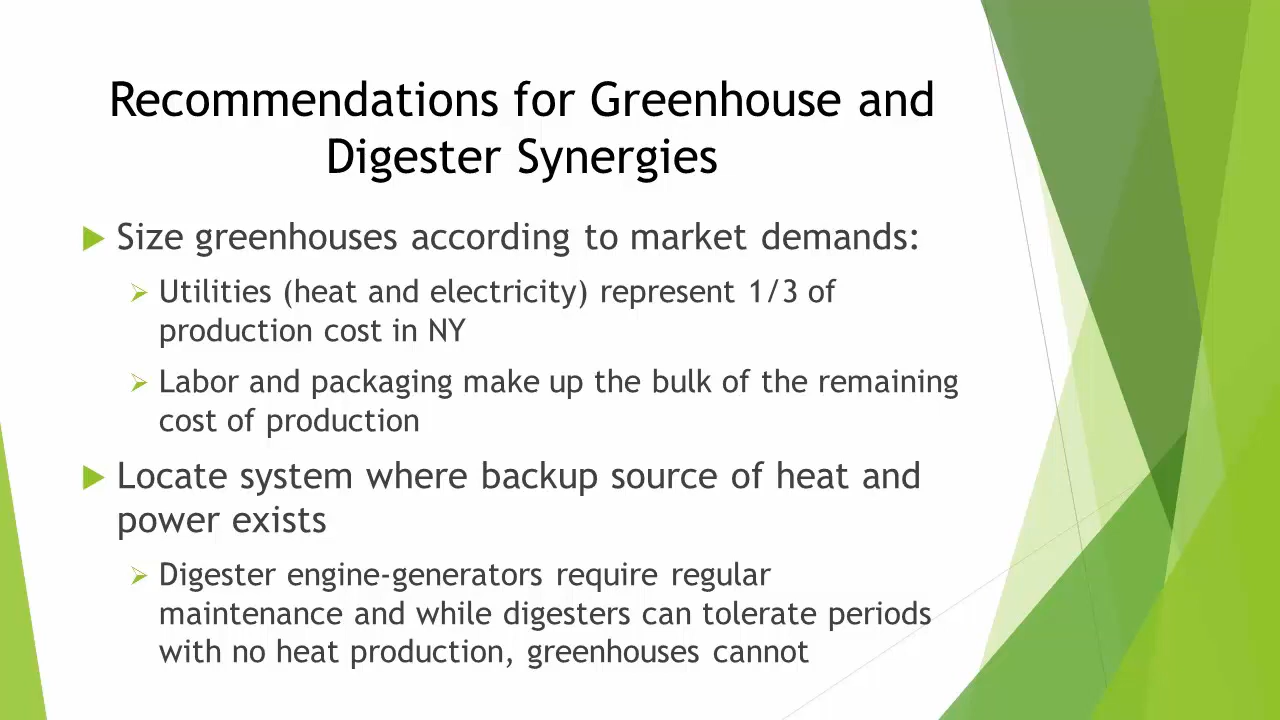 Recommendations for Greenhouse and
Digester Synergies
Size greenhouses according to market demands:
Utilities (heat and electricity) represent 1/3 of
production cost in NY
Labor and packaging make up the bulk of the remaining
cost of production
Locate system where backup source of heat and
power exists
Digester engine-generators require regular
maintenance and while digesters can tolerate periods
with no heat production, greenhouses cannot